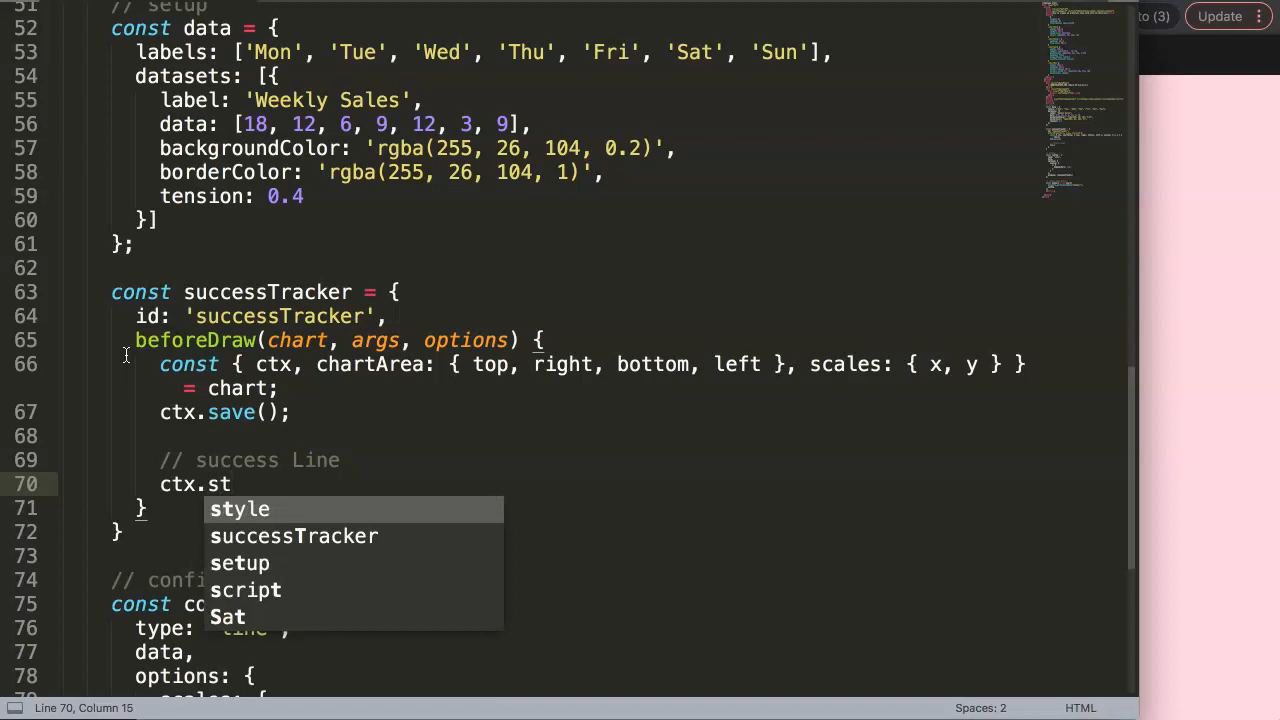 51 // setup
52 const data = {
53 labels: ['Mon', 'Tue', 'Wed', 'Thu', 'Fri', 'Sat', 'Sun'],
54 datasets: [{
55 label: 'Weekly Sales',
56 data: [18, 12, 6, 9, 12, 3, 9],
57 backgroundColor: 'rgba(255, 26, 104, 0.2)',
58 borderColor: 'rgba(255, 26, 104, 1)',
59 tension: 0.4
60 }]
61 };
62
63 const successTracker = {
64 id: 'successTracker',
65 beforeDraw(chart, args, options) {
66 const { ctx, chartArea: { top, right, bottom, left }, scales: { x, y } }
= chart;
67 ctx.save();
68
69 // success Line
70 ctx.st
71 }
72 }
73
74 // confi
75 const co
76 type: 'line',
77 data,
78 options: {
79 scales: {
style
successTracker
setup
script
Sat
to (3)
Update
Line 70, Column 15
Spaces: 2
HTML